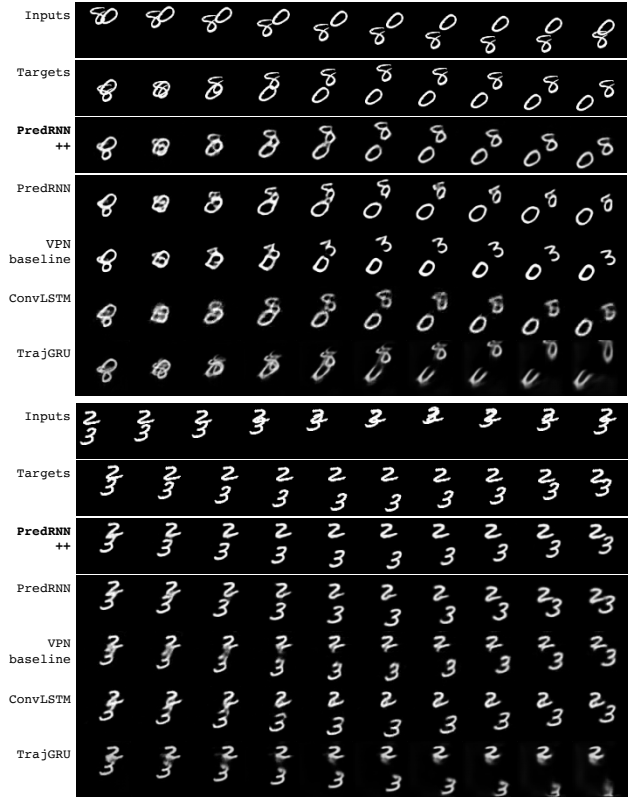 Inputs
Targets
PredRNN
++
PredRNN
VPN
baseline
ConvLSTM
TrajGRU
Inputs
Targets
PredRNN
++
PredRNN
VPN
baseline
ConvLSTM
TrajGRU